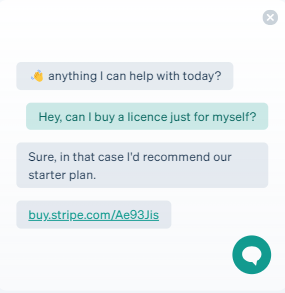 👋 anything I can help with today?
Hey, can I buy a licence just for myself?
Sure, in that case I'd recommend our
starter plan.
buy.stripe.com/Ae93Jis